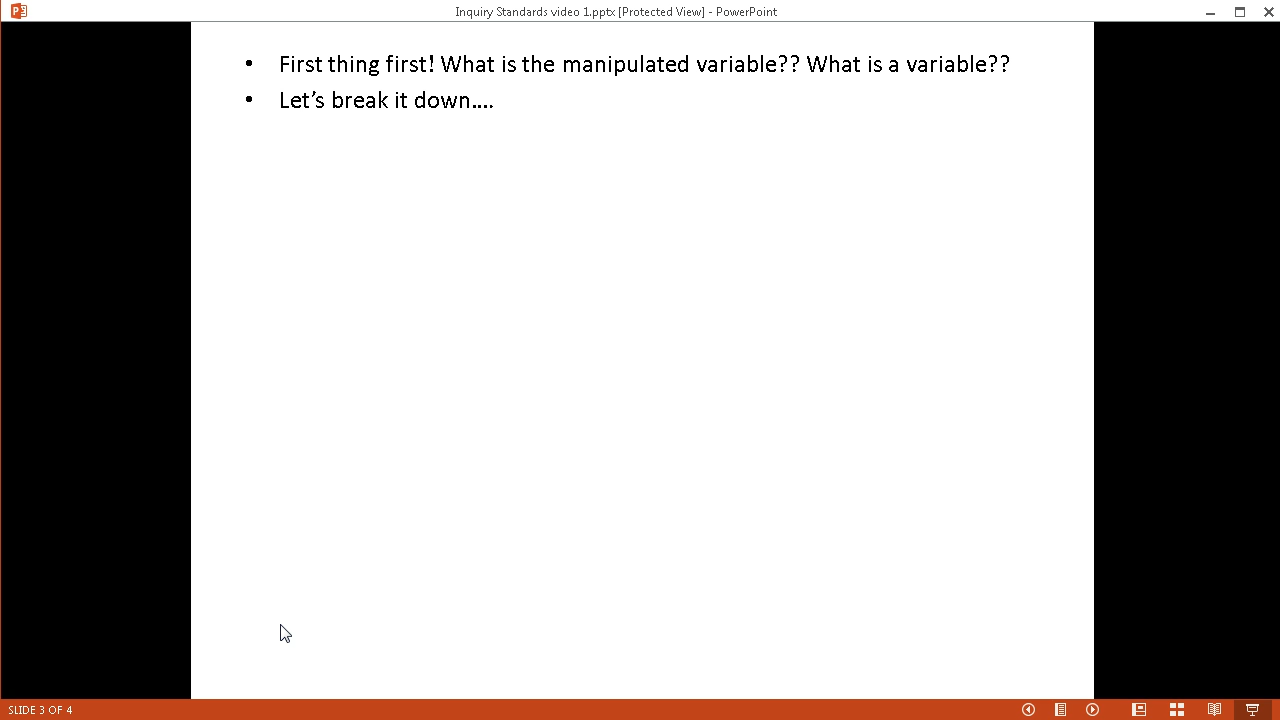 Inquiry Standards video 1.pptx [Protected View] - PowerPoint
• First thing first! What is the manipulated variable?? What is a variable??
• Let’s break it down….
SLIDE 3 OF 4